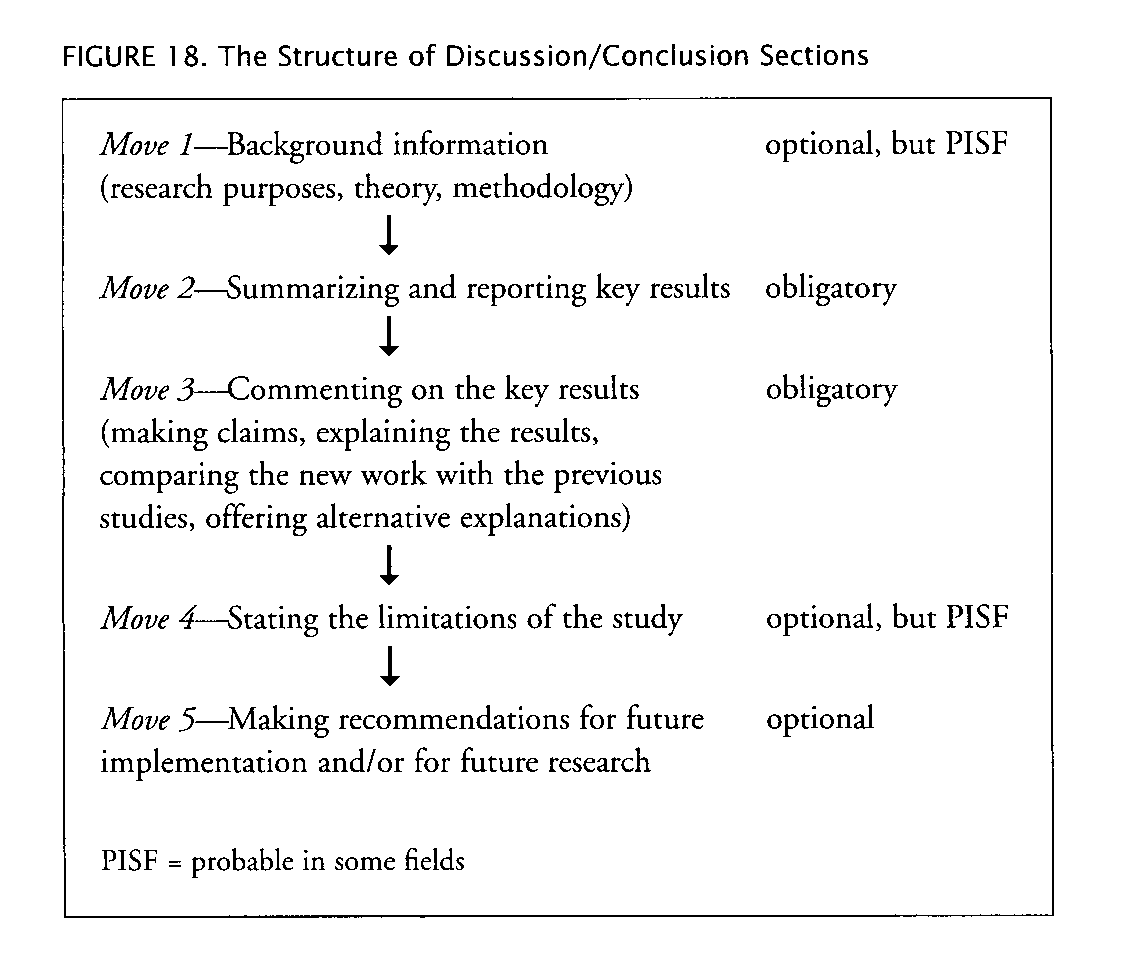 FIGURE 18. The Structure of Discussion/Conclusion Sections
Move 1—Background information optional, but PISF
(research purposes, theory, methodology)
Move 2—Summarizing and reporting key results obligatory
Move 3—Commenting on the key results obligatory
(making claims, explaining the results,
comparing the new work with the previous
studies, offering alternative explanations)
Move 4—Stating the limitations of the study optional, but PISF
Move 5—Making recommendations for future optional
implementation and/or for future research
PISF = probable in some fields